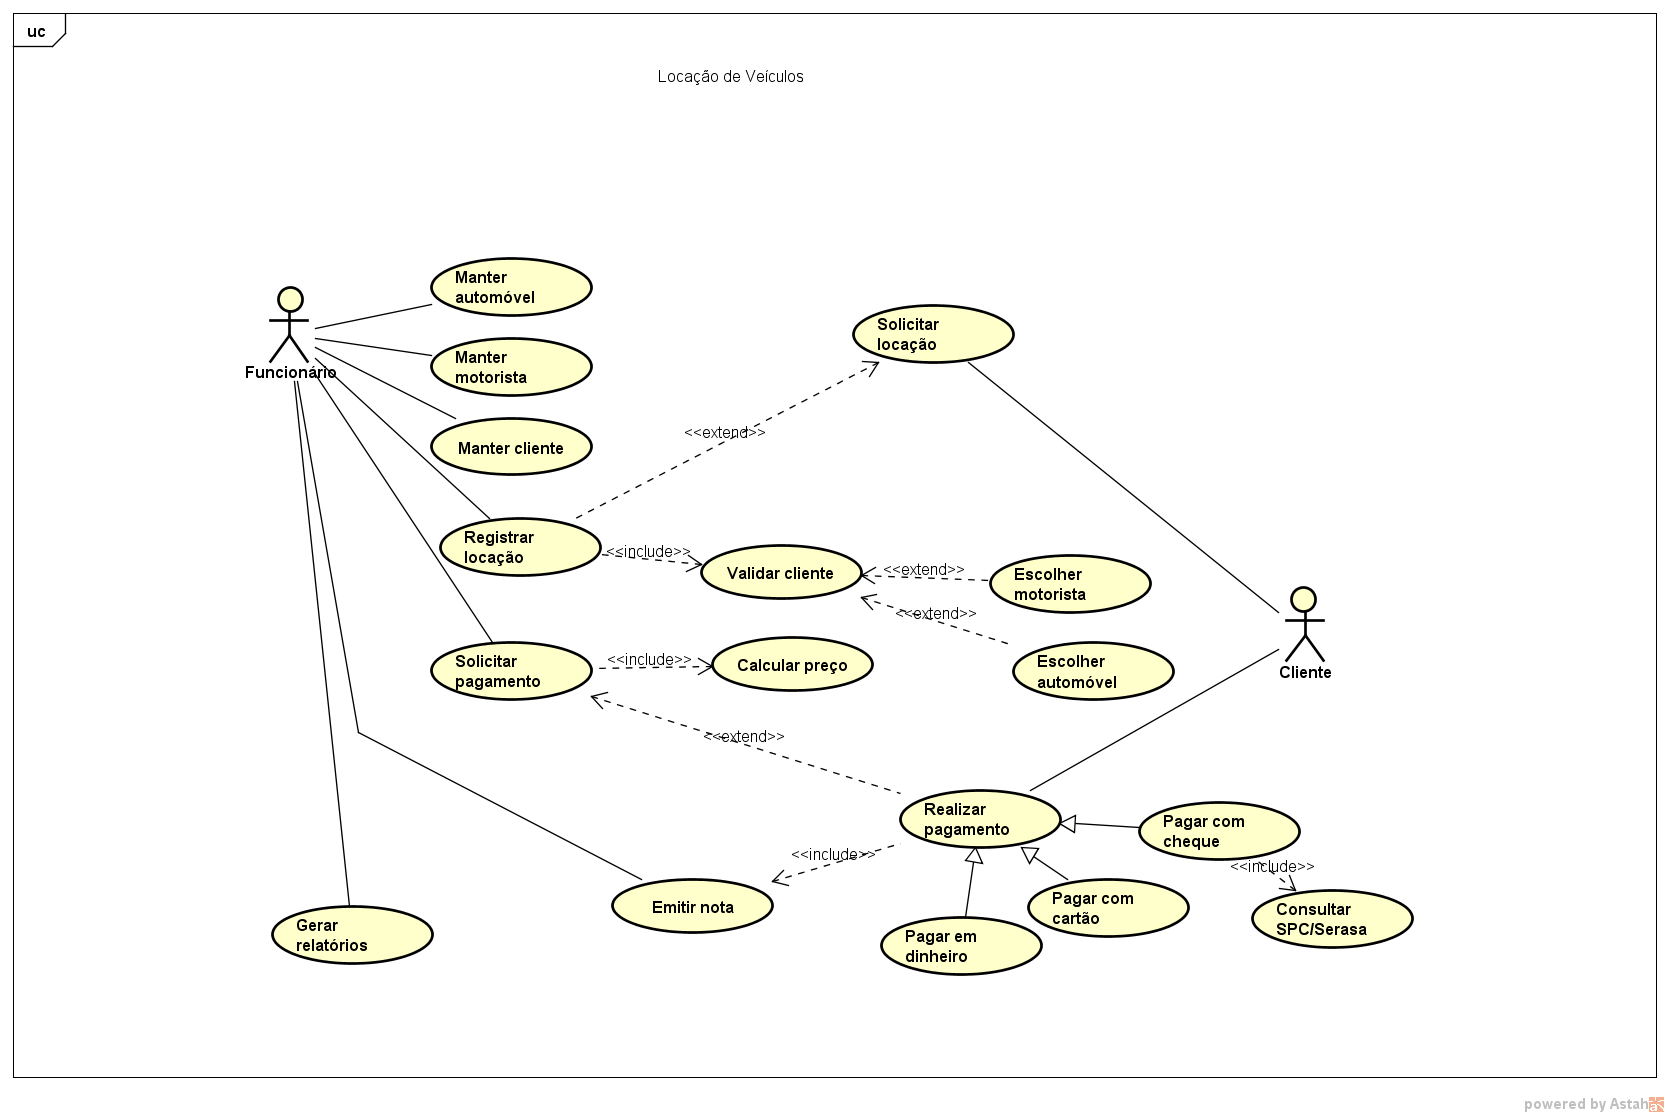 uc
Locação de Veículos
Manter
automóvel
Solicitar
locação
Manter
motorista
Funcionário
<<extend>>
Manter cliente
Registrar
locação
<<include>>
Validar cliente
<<extend>>
Escolher
motorista
<<extend>>
Solicitar
pagamento
<<include>>
Calcular preço
Escolher
automóvel
Cliente
<<extend>>
Realizar
pagamento
Pagar com
cheque
<<include>>
<<include>>
Emitir nota
Pagar com
cartão
Consultar
SPC/Serasa
Gerar
relatórios
Pagar em
dinheiro
powered by Astah